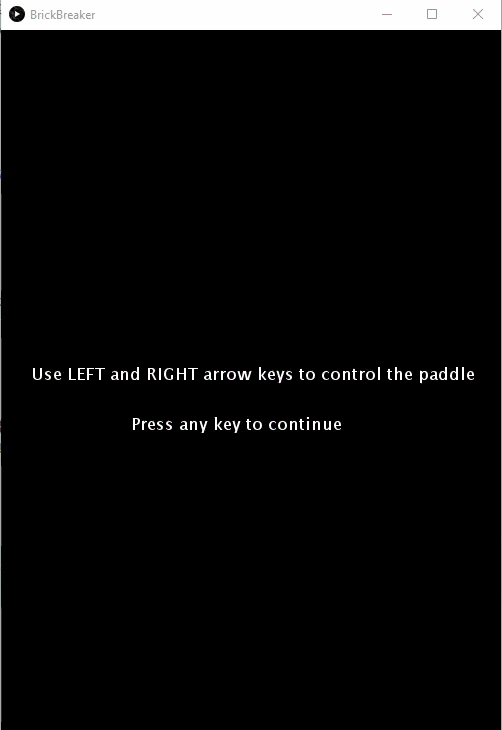 BrickBreaker
Use LEFT and RIGHT arrow keys to control the paddle
Press any key to continue